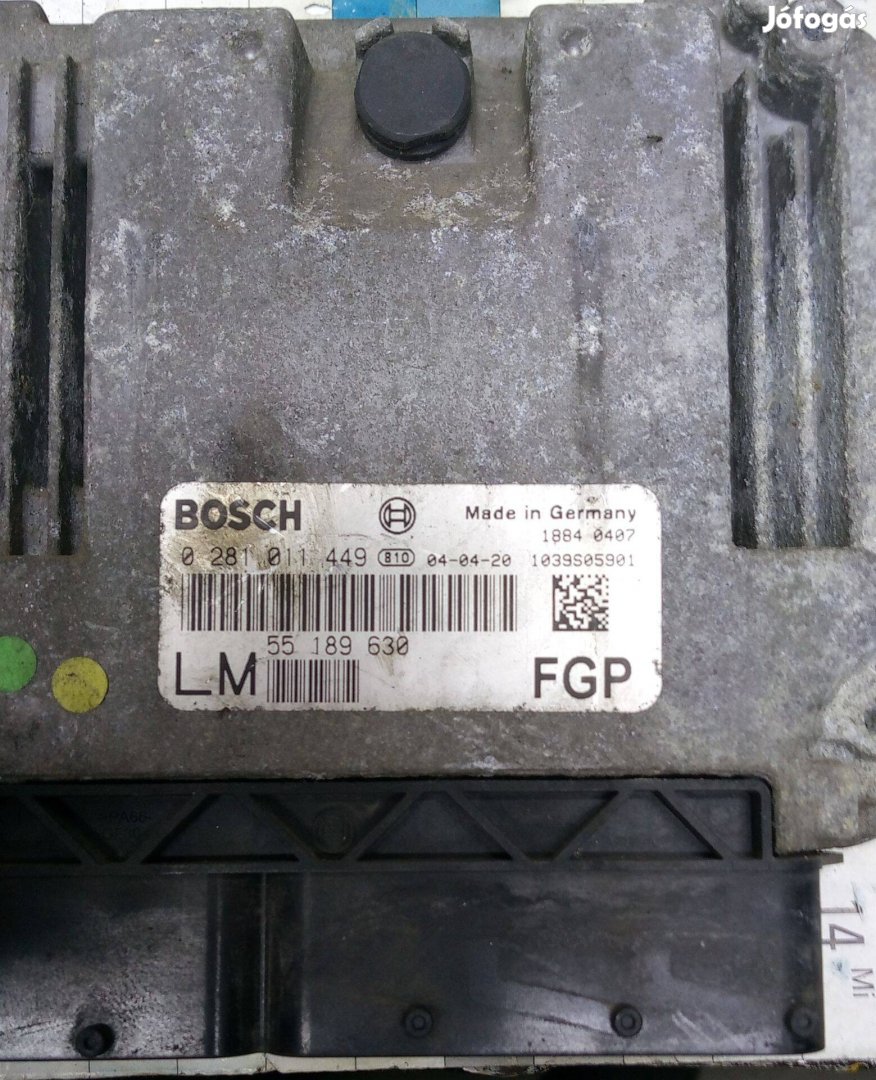 Jófogás
BOSCH Made in Germany
1884 0407
0 281 011 449 B10 04-04-20 1039S05901
55 189 630
LM FGP
14
Mi